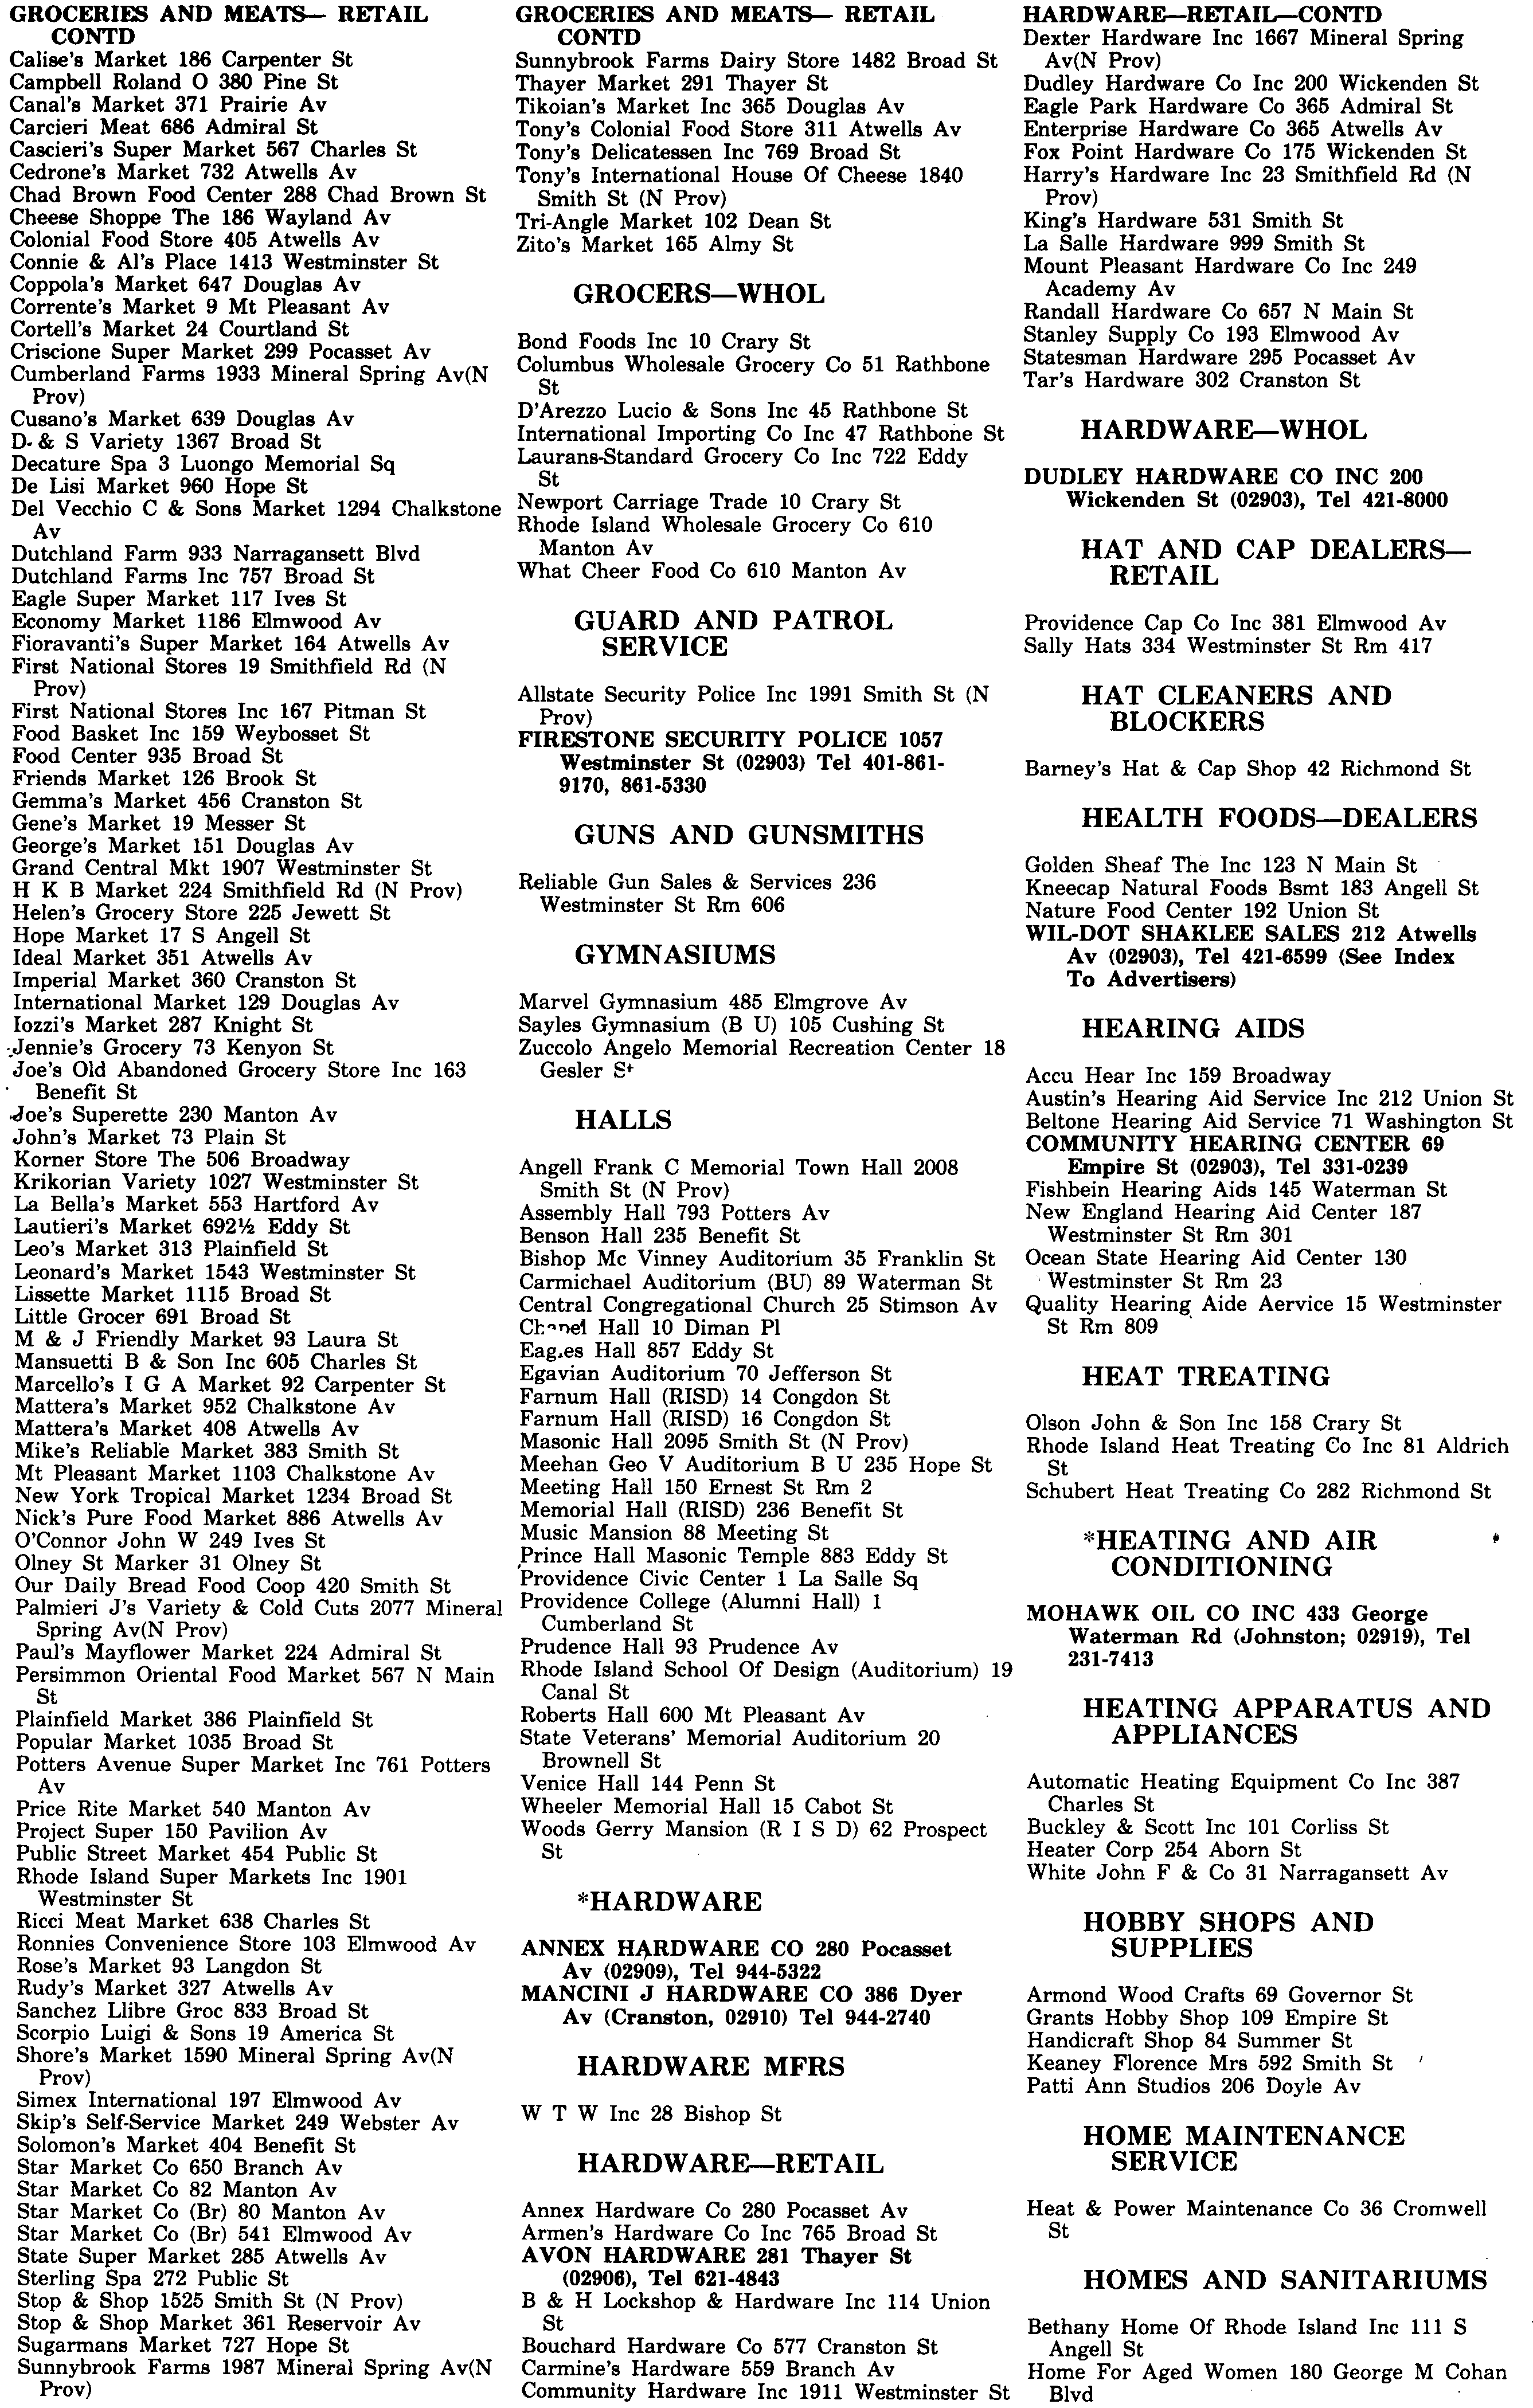 GROCERIES AND MEATS— RETAIL
CONTD
Calise's Market 186 Carpenter St
Campbell Roland O 380 Pine St
Canal's Market 371 Prairie Av
Carcieri Meat 686 Admiral St
Cascieri's Super Market 567 Charles St
Cedrone's Market 732 Atwells Av
Chad Brown Food Center 288 Chad Brown St
Cheese Shoppe The 186 Wayland Av
Colonial Food Store 405 Atwells Av
Connie & Al's Place 1413 Westminster St
Coppola's Market 647 Douglas Av
Corrente's Market 9 Mt Pleasant Av
Cortell's Market 24 Courtland St
Criscione Super Market 299 Pocasset Av
Cumberland Farms 1933 Mineral Spring Av(N
Prov)
Cusano's Market 639 Douglas Av
D & S Variety 1367 Broad St
Decature Spa 3 Luongo Memorial Sq
De Lisi Market 960 Hope St
Del Vecchio C & Sons Market 1294 Chalkstone
Av
Dutchland Farm 933 Narragansett Blvd
Dutchland Farms Inc 757 Broad St
Eagle Super Market 117 Ives St
Economy Market 1186 Elmwood Av
Fioravanti's Super Market 164 Atwells Av
First National Stores 19 Smithfield Rd (N
Prov)
First National Stores Inc 167 Pitman St
Food Basket Inc 159 Weybosset St
Food Center 935 Broad St
Friends Market 126 Brook St
Gemma's Market 456 Cranston St
Gene's Market 19 Messer St
George's Market 151 Douglas Av
Grand Central Mkt 1907 Westminster St
H K B Market 224 Smithfield Rd (N Prov)
Helen's Grocery Store 225 Jewett St
Hope Market 17 S Angell St
Ideal Market 351 Atwells Av
Imperial Market 360 Cranston St
International Market 129 Douglas Av
Iozzi's Market 287 Knight St
Jennie's Grocery 73 Kenyon St
Joe's Old Abandoned Grocery Store Inc 163
Benefit St
Joe's Superette 230 Manton Av
John's Market 73 Plain St
Korner Store The 506 Broadway
Krikorian Variety 1027 Westminster St
La Bella's Market 553 Hartford Av
Lautieri's Market 692½ Eddy St
Leo's Market 313 Plainfield St
Leonard's Market 1543 Westminster St
Lissette Market 1115 Broad St
Little Grocer 691 Broad St
M & J Friendly Market 93 Laura St
Mansuetti B & Son Inc 605 Charles St
Marcello's I G A Market 92 Carpenter St
Mattera's Market 952 Chalkstone Av
Mattera's Market 408 Atwells Av
Mike's Reliable Market 383 Smith St
Mt Pleasant Market 1103 Chalkstone Av
New York Tropical Market 1234 Broad St
Nick's Pure Food Market 886 Atwells Av
O'Connor John W 249 Ives St
Olney St Marker 31 Olney St
Our Daily Bread Food Coop 420 Smith St
Palmieri J's Variety & Cold Cuts 2077 Mineral
Spring Av(N Prov)
Paul's Mayflower Market 224 Admiral St
Persimmon Oriental Food Market 567 N Main
St
Plainfield Market 386 Plainfield St
Popular Market 1035 Broad St
Potters Avenue Super Market Inc 761 Potters
Av
Price Rite Market 540 Manton Av
Project Super 150 Pavilion Av
Public Street Market 454 Public St
Rhode Island Super Markets Inc 1901
Westminster St
Ricci Meat Market 638 Charles St
Ronnies Convenience Store 103 Elmwood Av
Rose's Market 93 Langdon St
Rudy's Market 327 Atwells Av
Sanchez Llibre Groc 833 Broad St
Scorpio Luigi & Sons 19 America St
Shore's Market 1590 Mineral Spring Av(N
Prov)
Simex International 197 Elmwood Av
Skip's Self-Service Market 249 Webster Av
Solomon's Market 404 Benefit St
Star Market Co 650 Branch Av
Star Market Co 82 Manton Av
Star Market Co (Br) 80 Manton Av
Star Market Co (Br) 541 Elmwood Av
State Super Market 285 Atwells Av
Sterling Spa 272 Public St
Stop & Shop 1525 Smith St (N Prov)
Stop & Shop Market 361 Reservoir Av
Sugarmans Market 727 Hope St
Sunnybrook Farms 1987 Mineral Spring Av(N
Prov)
GROCERIES AND MEATS— RETAIL
CONTD
Sunnybrook Farms Dairy Store 1482 Broad St
Thayer Market 291 Thayer St
Tikoian's Market Inc 365 Douglas Av
Tony's Colonial Food Store 311 Atwells Av
Tony's Delicatessen Inc 769 Broad St
Tony's International House Of Cheese 1840
Smith St (N Prov)
Tri-Angle Market 102 Dean St
Zito's Market 165 Almy St
GROCERS—WHOL
Bond Foods Inc 10 Crary St
Columbus Wholesale Grocery Co 51 Rathbone
St
D'Arezzo Lucio & Sons Inc 45 Rathbone St
International Importing Co Inc 47 Rathbone St
Laurans-Standard Grocery Co Inc 722 Eddy
St
Newport Carriage Trade 10 Crary St
Rhode Island Wholesale Grocery Co 610
Manton Av
What Cheer Food Co 610 Manton Av
GUARD AND PATROL
SERVICE
Allstate Security Police Inc 1991 Smith St (N
Prov)
FIRESTONE SECURITY POLICE 1057
Westminster St (02903) Tel 401-861-
9170, 861-5330
GUNS AND GUNSMITHS
Reliable Gun Sales & Services 236
Westminster St Rm 606
GYMNASIUMS
Marvel Gymnasium 485 Elmgrove Av
Sayles Gymnasium (B U) 105 Cushing St
Zuccolo Angelo Memorial Recreation Center 18
Gesler St
HALLS
Angell Frank C Memorial Town Hall 2008
Smith St (N Prov)
Assembly Hall 793 Potters Av
Benson Hall 235 Benefit St
Bishop Mc Vinney Auditorium 35 Franklin St
Carmichael Auditorium (BU) 89 Waterman St
Central Congregational Church 25 Stimson Av
Chapel Hall 10 Diman Pl
Eagles Hall 857 Eddy St
Egavian Auditorium 70 Jefferson St
Farnum Hall (RISD) 14 Congdon St
Farnum Hall (RISD) 16 Congdon St
Masonic Hall 2095 Smith St (N Prov)
Meehan Geo V Auditorium B U 235 Hope St
Meeting Hall 150 Ernest St Rm 2
Memorial Hall (RISD) 236 Benefit St
Music Mansion 88 Meeting St
Prince Hall Masonic Temple 883 Eddy St
Providence Civic Center 1 La Salle Sq
Providence College (Alumni Hall) 1
Cumberland St
Prudence Hall 93 Prudence Av
Rhode Island School Of Design (Auditorium) 19
Canal St
Roberts Hall 600 Mt Pleasant Av
State Veterans' Memorial Auditorium 20
Brownell St
Venice Hall 144 Penn St
Wheeler Memorial Hall 15 Cabot St
Woods Gerry Mansion (R I S D) 62 Prospect
St
*HARDWARE
ANNEX HARDWARE CO 280 Pocasset
Av (02909), Tel 944-5322
MANCINI J HARDWARE CO 386 Dyer
Av (Cranston, 02910) Tel 944-2740
HARDWARE MFRS
W T W Inc 28 Bishop St
HARDWARE—RETAIL
Annex Hardware Co 280 Pocasset Av
Armen's Hardware Co Inc 765 Broad St
AVON HARDWARE 281 Thayer St
(02906), Tel 621-4843
B & H Lockshop & Hardware Inc 114 Union
St
Bouchard Hardware Co 577 Cranston St
Carmine's Hardware 559 Branch Av
Community Hardware Inc 1911 Westminster St
HARDWARE—RETAIL—CONTD
Dexter Hardware Inc 1667 Mineral Spring
Av(N Prov)
Dudley Hardware Co Inc 200 Wickenden St
Eagle Park Hardware Co 365 Admiral St
Enterprise Hardware Co 365 Atwells Av
Fox Point Hardware Co 175 Wickenden St
Harry's Hardware Inc 23 Smithfield Rd (N
Prov)
King's Hardware 531 Smith St
La Salle Hardware 999 Smith St
Mount Pleasant Hardware Co Inc 249
Academy Av
Randall Hardware Co 657 N Main St
Stanley Supply Co 193 Elmwood Av
Statesman Hardware 295 Pocasset Av
Tar's Hardware 302 Cranston St
HARDWARE—WHOL
DUDLEY HARDWARE CO INC 200
Wickenden St (02903), Tel 421-8000
HAT AND CAP DEALERS—
RETAIL
Providence Cap Co Inc 381 Elmwood Av
Sally Hats 334 Westminster St Rm 417
HAT CLEANERS AND
BLOCKERS
Barney's Hat & Cap Shop 42 Richmond St
HEALTH FOODS—DEALERS
Golden Sheaf The Inc 123 N Main St
Kneecap Natural Foods Bsmt 183 Angell St
Nature Food Center 192 Union St
WIL-DOT SHAKLEE SALES 212 Atwells
Av (02903), Tel 421-6599 (See Index
To Advertisers)
HEARING AIDS
Accu Hear Inc 159 Broadway
Austin's Hearing Aid Service Inc 212 Union St
Beltone Hearing Aid Service 71 Washington St
COMMUNITY HEARING CENTER 69
Empire St (02903), Tel 331-0239
Fishbein Hearing Aids 145 Waterman St
New England Hearing Aid Center 187
Westminster St Rm 301
Ocean State Hearing Aid Center 130
Westminster St Rm 23
Quality Hearing Aide Aervice 15 Westminster
St Rm 809
HEAT TREATING
Olson John & Son Inc 158 Crary St
Rhode Island Heat Treating Co Inc 81 Aldrich
St
Schubert Heat Treating Co 282 Richmond St
*HEATING AND AIR
CONDITIONING
MOHAWK OIL CO INC 433 George
Waterman Rd (Johnston; 02919), Tel
231-7413
HEATING APPARATUS AND
APPLIANCES
Automatic Heating Equipment Co Inc 387
Charles St
Buckley & Scott Inc 101 Corliss St
Heater Corp 254 Aborn St
White John F & Co 31 Narragansett Av
HOBBY SHOPS AND
SUPPLIES
Armond Wood Crafts 69 Governor St
Grants Hobby Shop 109 Empire St
Handicraft Shop 84 Summer St
Keaney Florence Mrs 592 Smith St
Patti Ann Studios 206 Doyle Av
HOME MAINTENANCE
SERVICE
Heat & Power Maintenance Co 36 Cromwell
St
HOMES AND SANITARIUMS
Bethany Home Of Rhode Island Inc 111 S
Angell St
Home For Aged Women 180 George M Cohan
Blvd